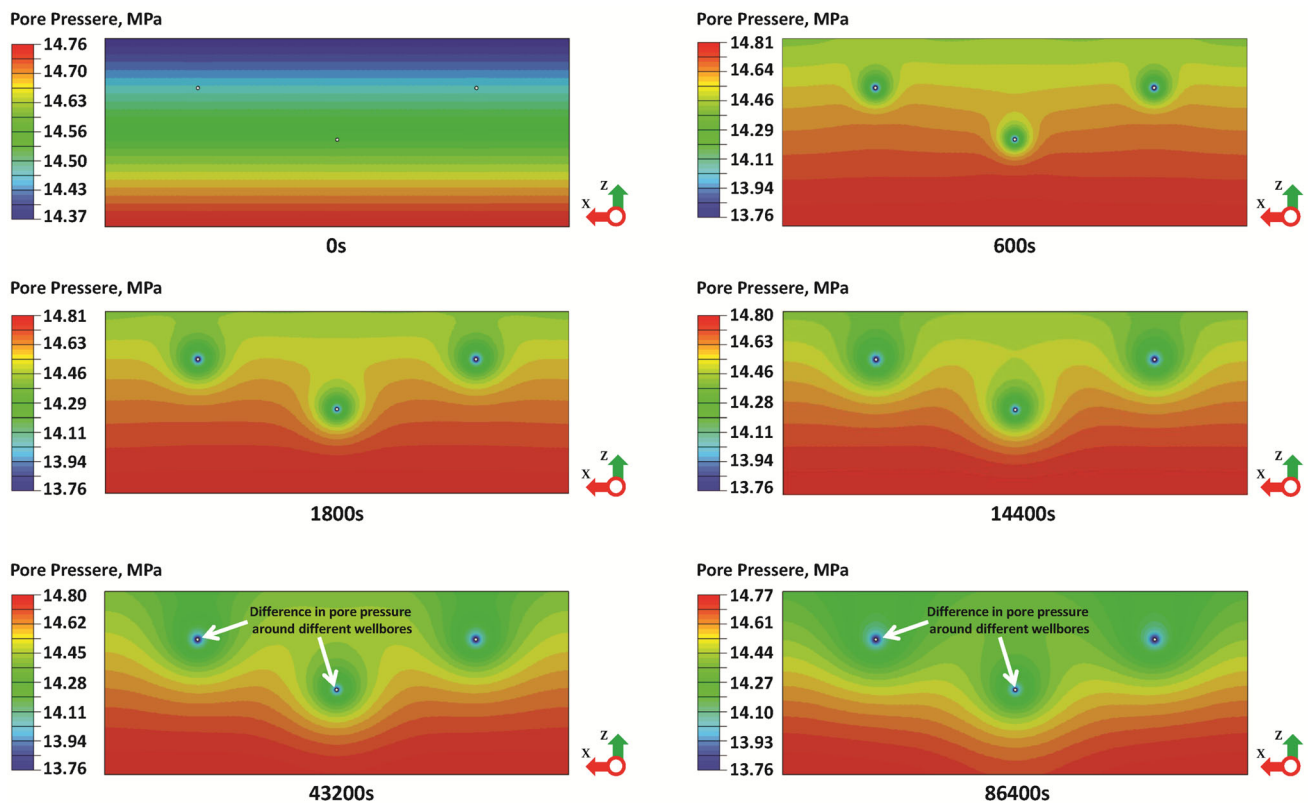 Pore Pressere, MPa
14.76
14.70
14.63
14.56
14.50
14.43
14.37
Z
X
0s
Pore Pressere, MPa
14.81
14.64
14.46
14.29
14.11
13.94
13.76
Z
X
600s
Pore Pressere, MPa
14.81
14.63
14.46
14.29
14.11
13.94
13.76
Z
X
1800s
Pore Pressere, MPa
14.80
14.63
14.46
14.28
14.11
13.94
13.76
Z
X
14400s
Pore Pressere, MPa
14.80
14.62
14.45
14.28
14.11
13.94
13.76
Difference in pore pressure
around different wellbores
Z
X
43200s
Pore Pressere, MPa
14.77
14.61
14.44
14.28
14.10
13.93
13.76
Difference in pore pressure
around different wellbores
Z
X
86400s